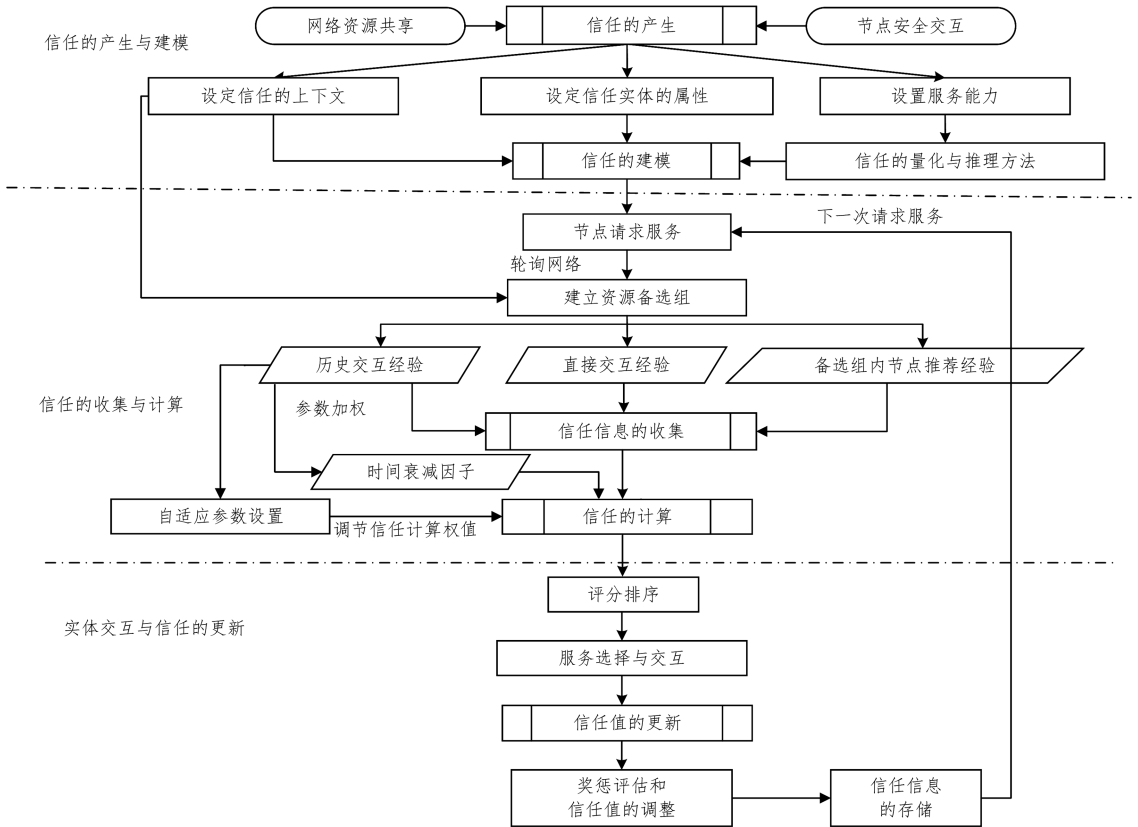 网络资源共享
信任的产生
节点安全交互
信任的产生与建模
设定信任的上下文
设定信任实体的属性
设置服务能力
信任的建模
信任的量化与推理方法
下一次请求服务
节点请求服务
轮询网络
建立资源备选组
历史交互经验
直接交互经验
备选组内节点推荐经验
信任的收集与计算
参数加权
信任信息的收集
时间衰减因子
自适应参数设置
调节信任计算权值
信任的计算
评分排序
实体交互与信任的更新
服务选择与交互
信任值的更新
奖惩评估和
信任值的调整
信任信息
的存储